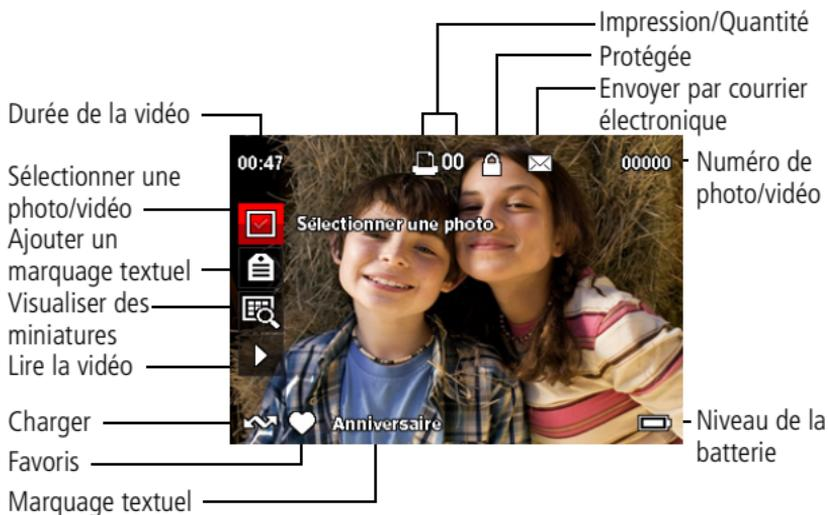 Impression/Quantité
Protégée
Envoyer par courrier
électronique
Durée de la vidéo
Sélectionner une
photo/vidéo
Ajouter un
marquage textuel
Visualiser des
miniatures
Lire la vidéo
Charger
Favoris
Marquage textuel
00:47
00
00000
Sélectionner une photo
Anniversaire
Numéro de
photo/vidéo
Niveau de la
batterie